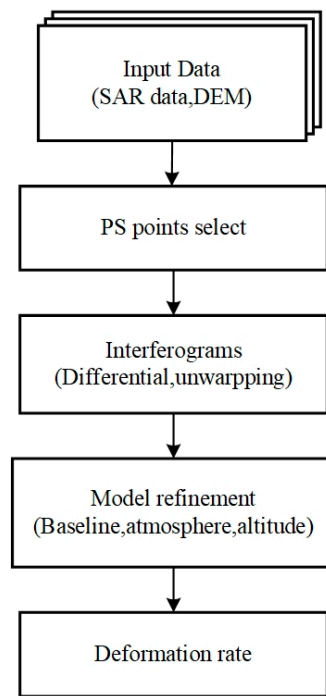 Input Data
(SAR data,DEM)
PS points select
Interferograms
(Differential,unwarpping)
Model refinement
(Baseline,atmosphere,altitude)
Deformation rate